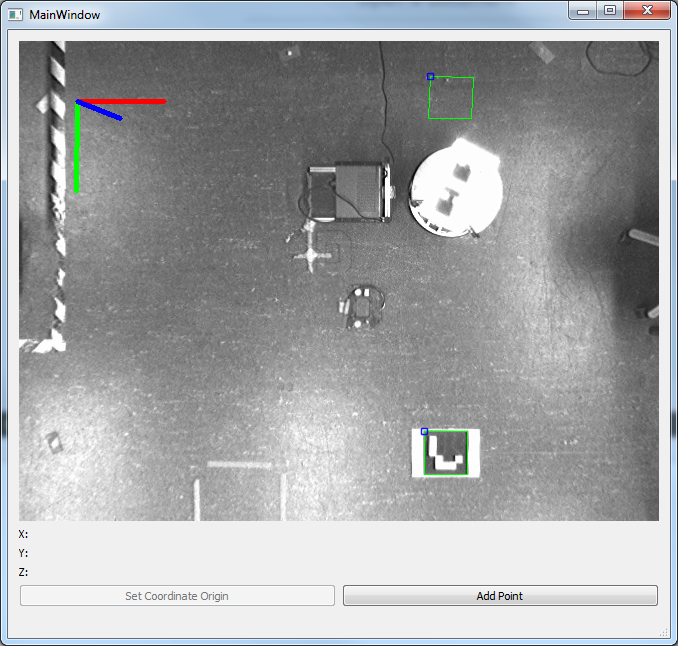 MainWindow
X:
Y:
Z:
Set Coordinate Origin
Add Point